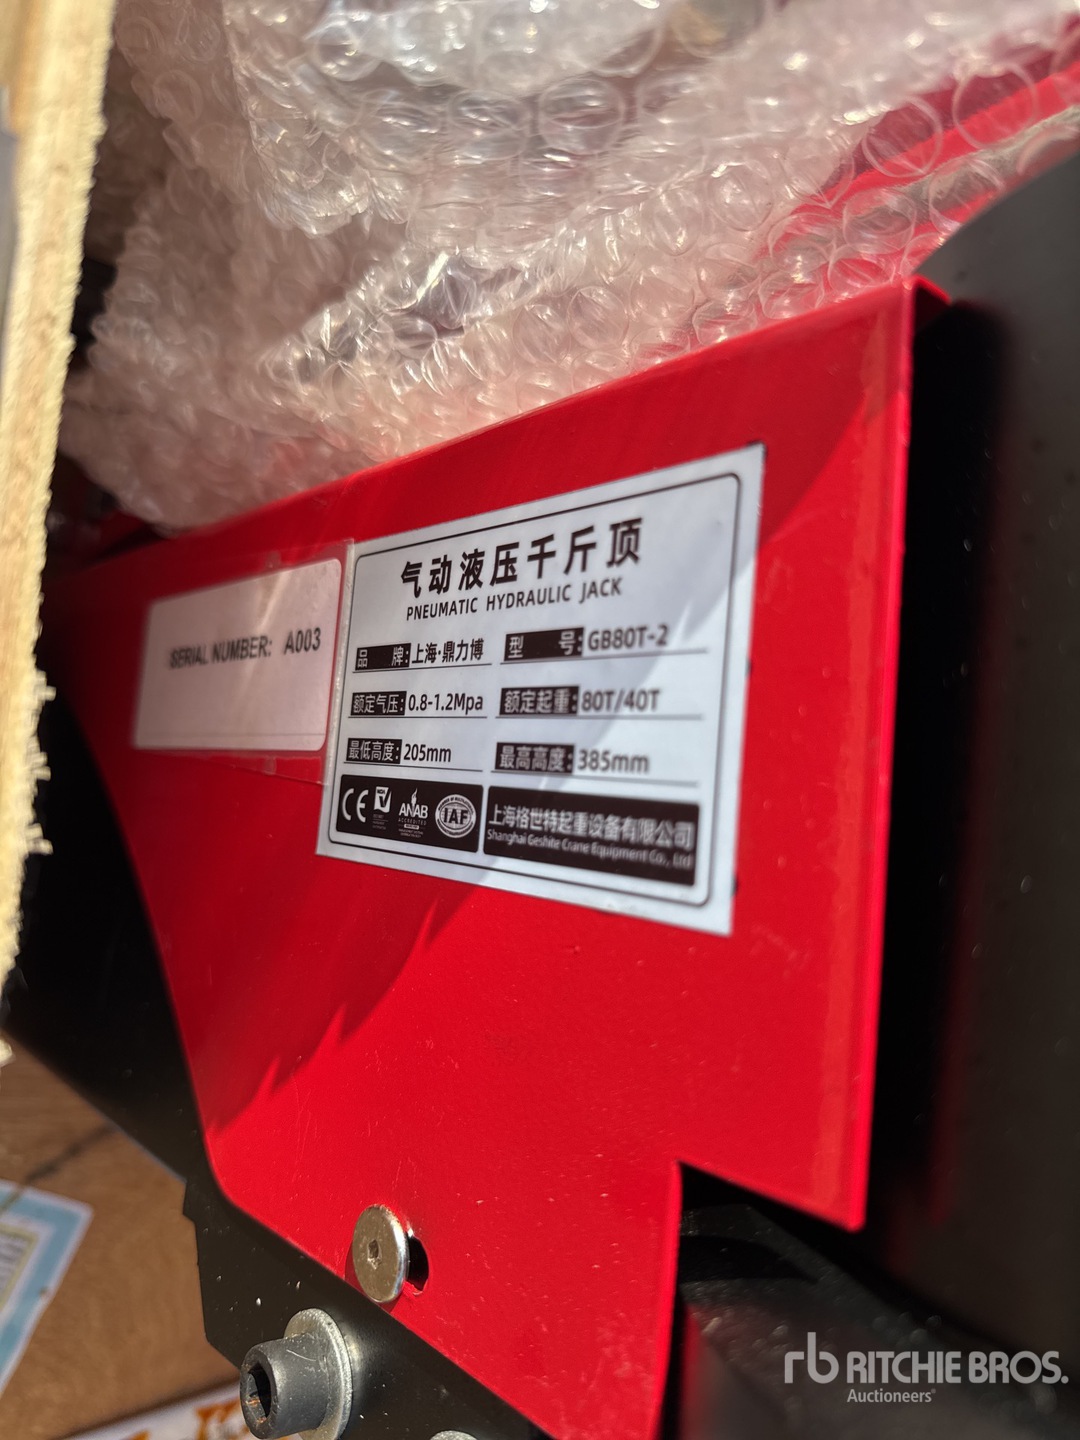 SERIAL NUMBER: A003
气动液压千斤顶
PNEUMATIC HYDRAULIC JACK
品 牌: 上海·鼎力博 型 号: GB80T-2
额定气压: 0.8-1.2Mpa 额定起重: 80T/40T
最低高度: 205mm 最高高度: 385mm
CE ANAB IAF
ACCREDITED
上海格世特起重设备有限公司
Shanghai Geshite Crane Equipment Co., Ltd
rb RITCHIE BROS.
Auctioneers